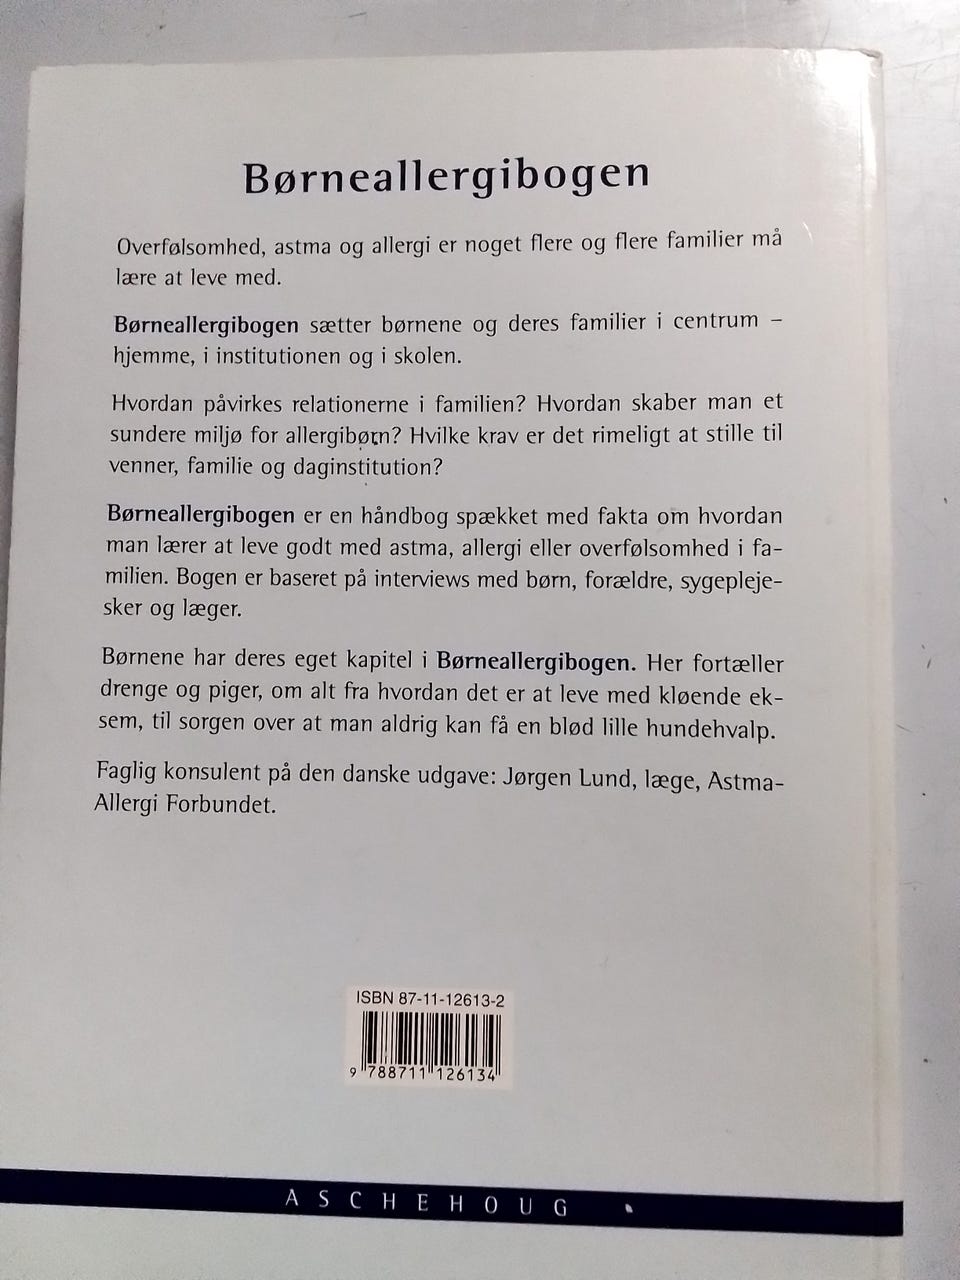 Børneallergibogen
Overfølsomhed, astma og allergi er noget flere og flere familier må
lære at leve med.
Børneallergibogen sætter børnene og deres familier i centrum –
hjemme, i institutionen og i skolen.
Hvordan påvirkes relationerne i familien? Hvordan skaber man et
sundere miljø for allergibørn? Hvilke krav er det rimeligt at stille til
venner, familie og daginstitution?
Børneallergibogen er en håndbog spækket med fakta om hvordan
man lærer at leve godt med astma, allergi eller overfølsomhed i fa-
milien. Bogen er baseret på interviews med børn, forældre, sygepleje-
sker og læger.
Børnene har deres eget kapitel i Børneallergibogen. Her fortæller
drenge og piger, om alt fra hvordan det er at leve med kløende ek-
sem, til sorgen over at man aldrig kan få en blød lille hundehvalp.
Faglig konsulent på den danske udgave: Jørgen Lund, læge, Astma-
Allergi Forbundet.
ISBN 87-11-12613-2
9 788711 126134
ASCHEHOUG